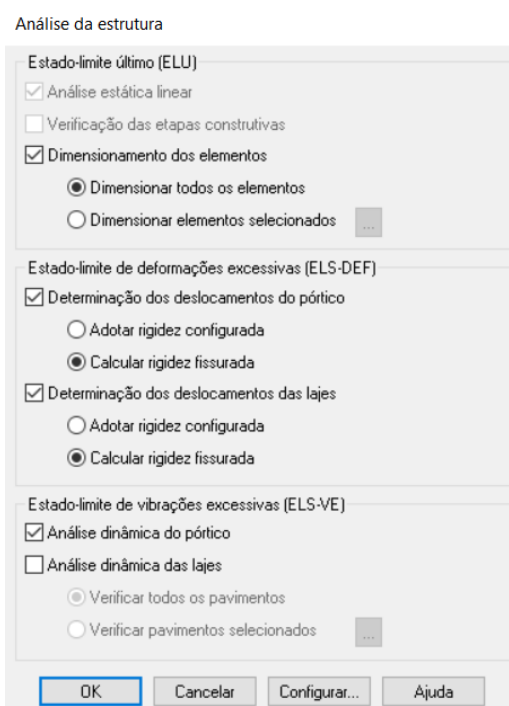 Análise da estrutura
Estado-limite último (ELU)
Análise estática linear
Verificação das etapas construtivas
Dimensionamento dos elementos
Dimensionar todos os elementos
Dimensionar elementos selecionados ...
Estado-limite de deformações excessivas (ELS-DEF)
Determinação dos deslocamentos do pórtico
Adotar rigidez configurada
Calcular rigidez fissurada
Determinação dos deslocamentos das lajes
Adotar rigidez configurada
Calcular rigidez fissurada
Estado-limite de vibrações excessivas (ELS-VE)
Análise dinâmica do pórtico
Análise dinâmica das lajes
Verificar todos os pavimentos
Verificar pavimentos selecionados ...
OK Cancelar Configurar... Ajuda